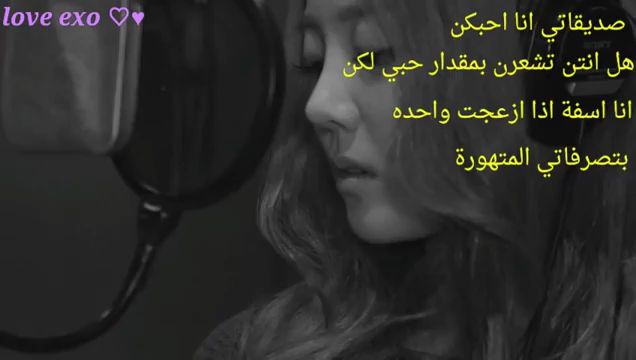 love exo ♡♥
صديقاتي انا احبكن
هل انتن تشعرن بمقدار حبي لكن
انا اسفة اذا ازعجت واحده
بتصرفاتي المتهورة